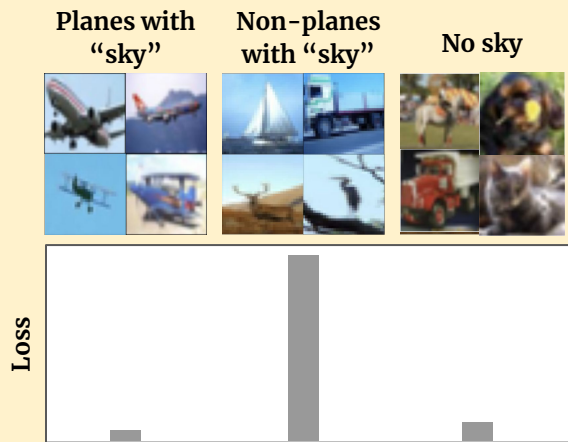 Planes with
“sky”
Non-planes
with “sky”
No sky
Loss